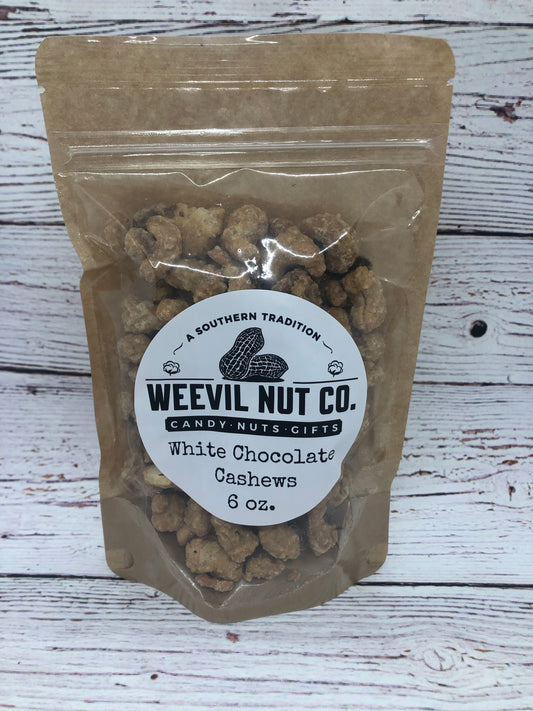 A SOUTHERN TRADITION
WEEVIL NUT CO.
CANDY·NUTS·GIFTS
White Chocolate
Cashews
6 oz.